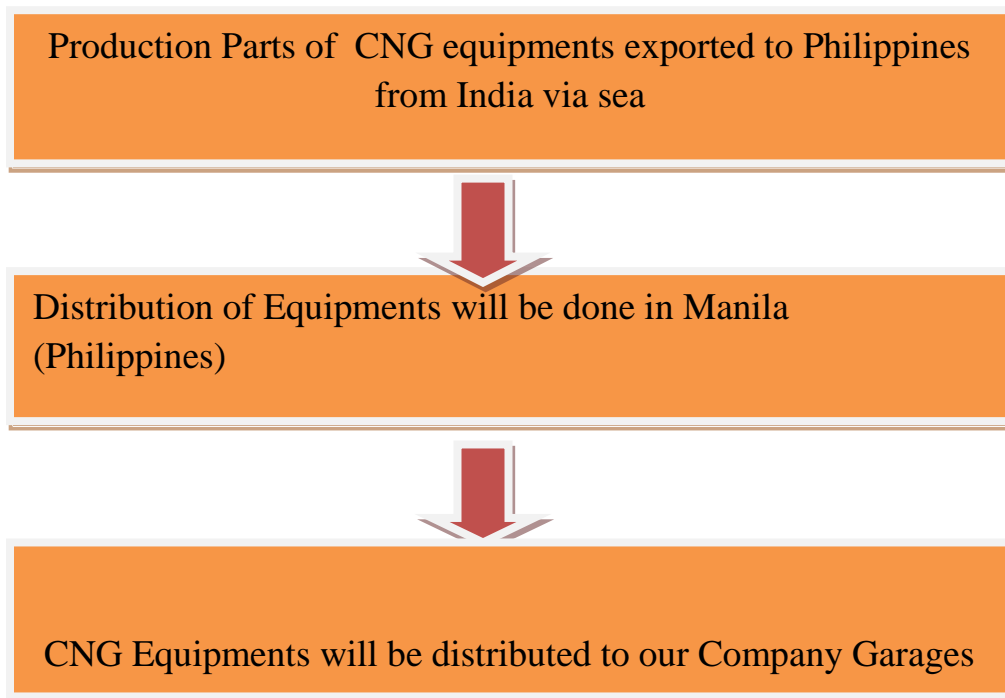 Production Parts of  CNG equipments exported to Philippines
from India via sea
Distribution of Equipments will be done in Manila
(Philippines)
CNG Equipments will be distributed to our Company Garages